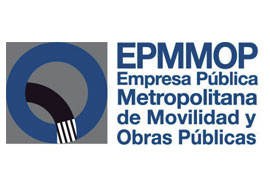 EPMMOP
Empresa Pública
Metropolitana
de Movilidad y
Obras Públicas